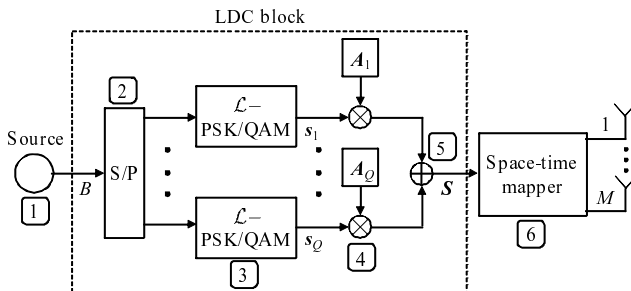 LDC block
A1
2
ℒ−
PSK/QAM
s1
5
1
Source
S/P
Space-time
mapper
B
AQ
S
M
1
ℒ−
PSK/QAM
sQ
6
3
4